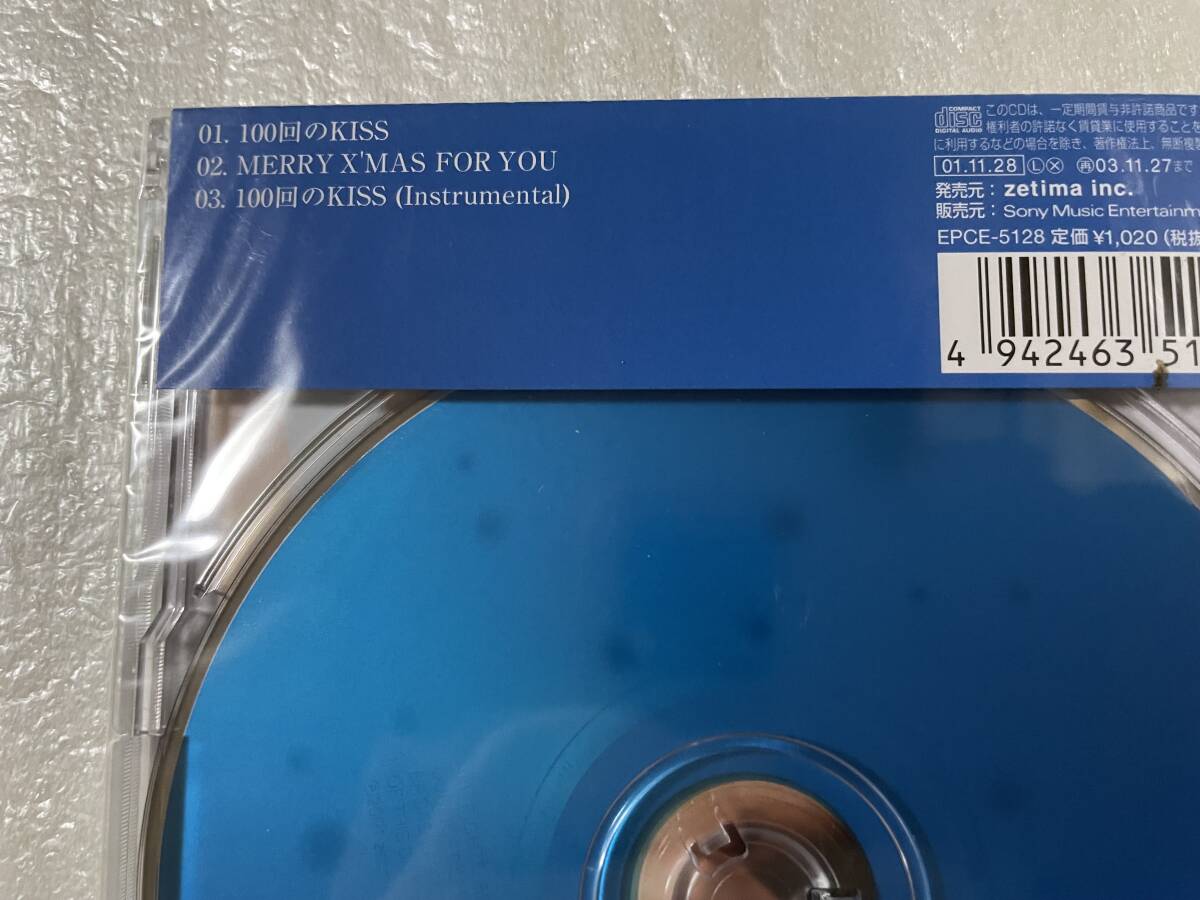 01. 100回のKISS
02. MERRY X'MAS FOR YOU
03. 100回のKISS (Instrumental)
COMPACT
disc
DIGITAL AUDIO
このCDは、一定期間貸与非許諾商品です
権利者の許諾なく賃貸業に使用することを
に利用するなどの場合を除き、著作権法上、無断複製
01.11.28 Ⓛ Ⓧ ㊢03.11.27まで
発売元：zetima inc.
販売元：Sony Music Entertainm
EPCE-5128 定価 ¥1,020 (税抜
4 942463 51